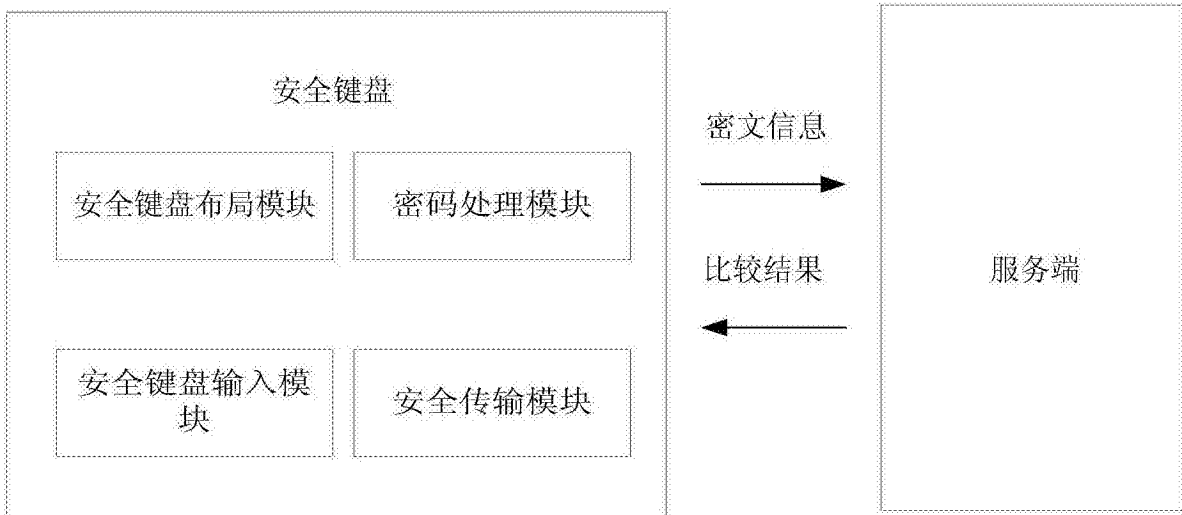 安全键盘
安全键盘布局模块
密码处理模块
安全键盘输入模
块
安全传输模块
密文信息
比较结果
服务端